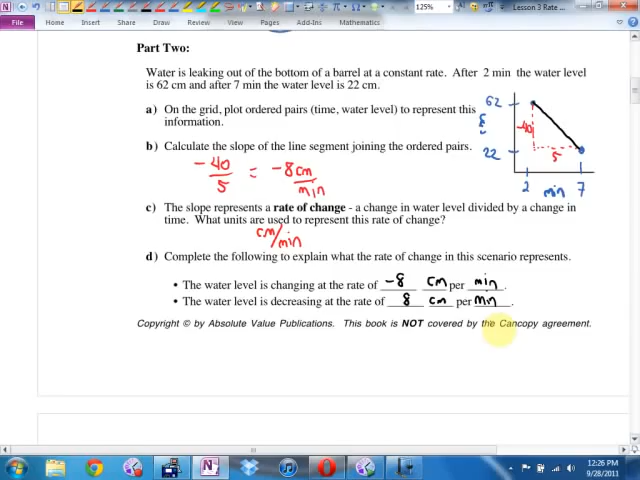 125%
Lesson 3 Rate ...
File
Home
Insert
Share
Draw
Review
View
Pages
Add-Ins
Mathematics
Part Two:
Water is leaking out of the bottom of a barrel at a constant rate. After 2 min the water level
is 62 cm and after 7 min the water level is 22 cm.
a) On the grid, plot ordered pairs (time, water level) to represent this
information.
b) Calculate the slope of the line segment joining the ordered pairs.
-40/5 = -8 cm/min
62
-40
22
5
2 min 7
c) The slope represents a rate of change - a change in water level divided by a change in
time. What units are used to represent this rate of change?
cm/min
d) Complete the following to explain what the rate of change in this scenario represents.
• The water level is changing at the rate of -8 cm per min.
• The water level is decreasing at the rate of 8 cm per min.
Copyright © by Absolute Value Publications. This book is NOT covered by the Cancopy agreement.
12:26 PM
9/28/2011